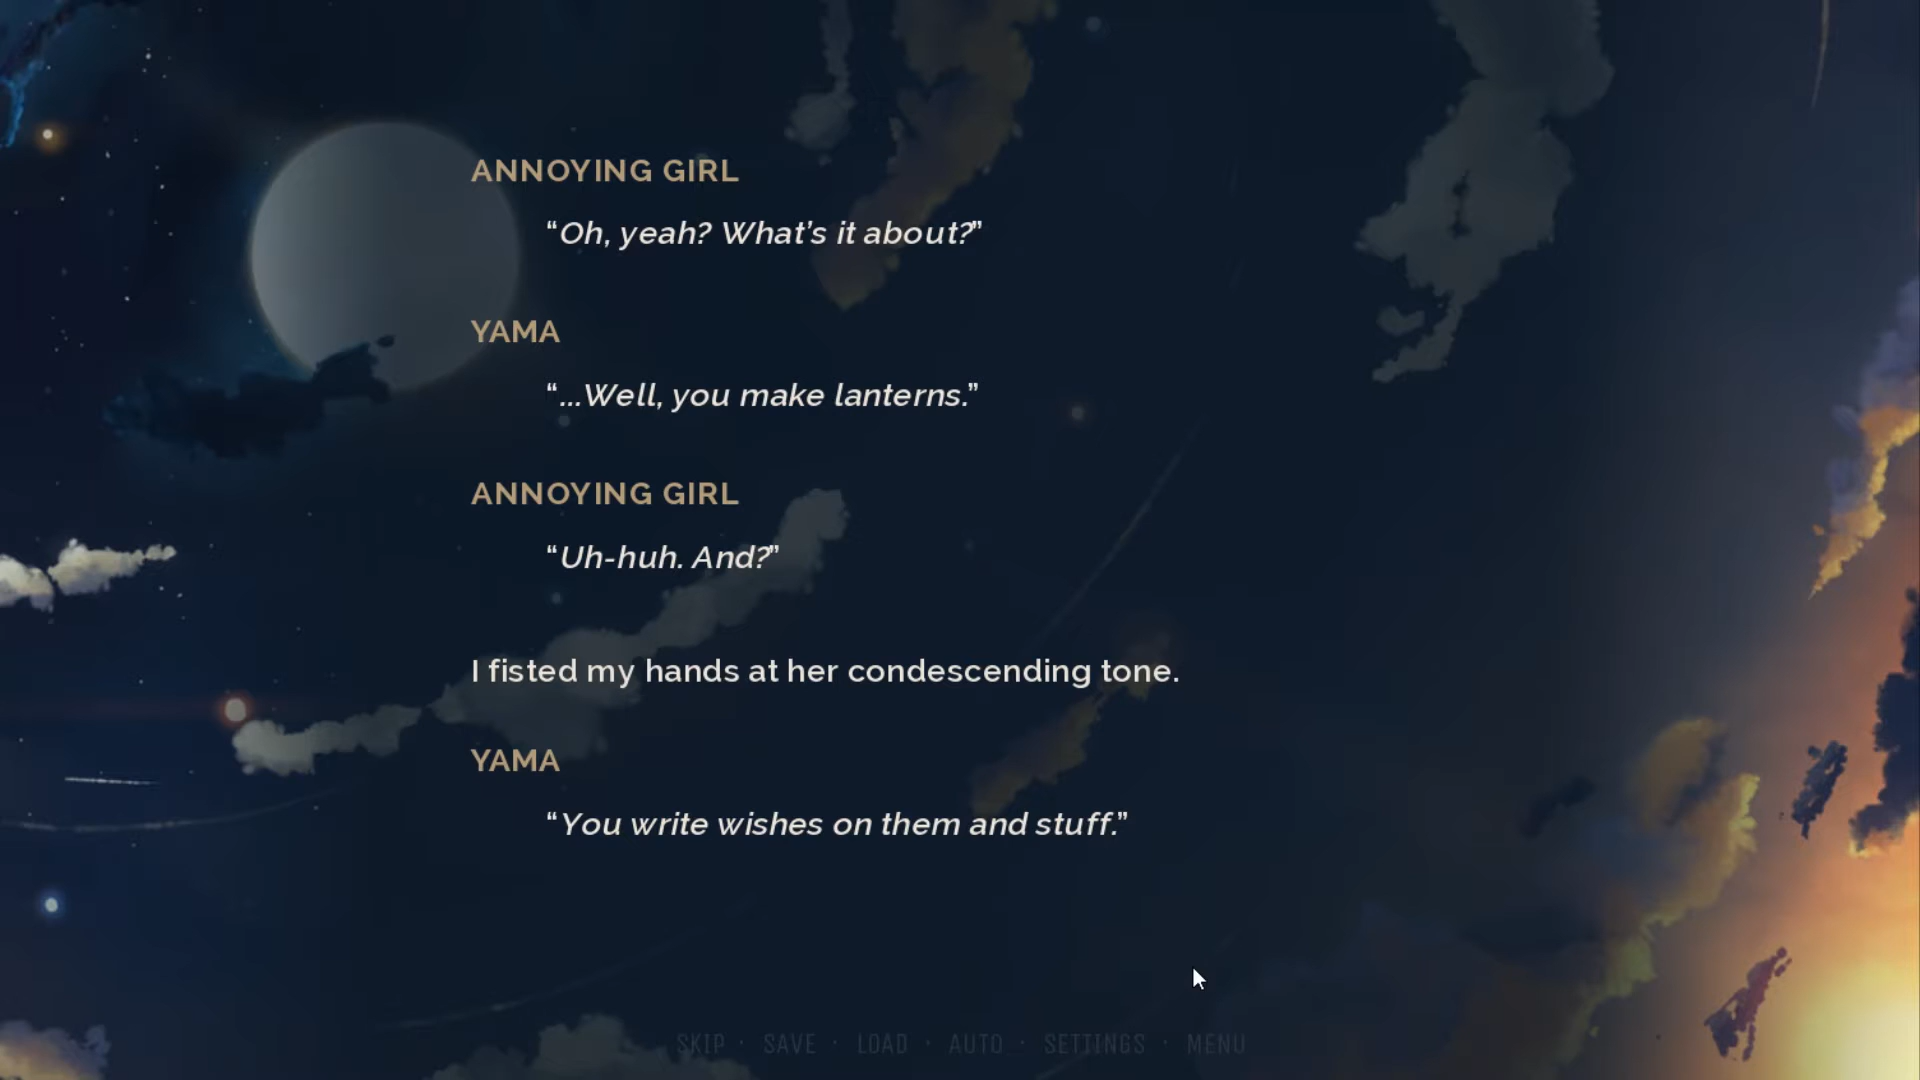 ANNOYING GIRL
“Oh, yeah? What’s it about?”
YAMA
“...Well, you make lanterns.”
ANNOYING GIRL
“Uh-huh. And?”
I fisted my hands at her condescending tone.
YAMA
“You write wishes on them and stuff.”
SKIP · SAVE · LOAD · AUTO · SETTINGS · MENU